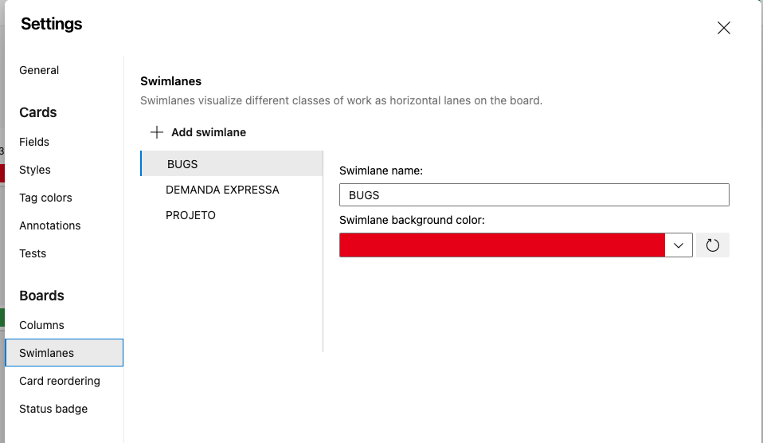 Settings
General
Cards
Fields
Styles
Tag colors
Annotations
Tests
Boards
Columns
Swimlanes
Card reordering
Status badge
Swimlanes
Swimlanes visualize different classes of work as horizontal lanes on the board.
Add swimlane
BUGS
DEMANDA EXPRESSA
PROJETO
Swimlane name:
BUGS
Swimlane background color: